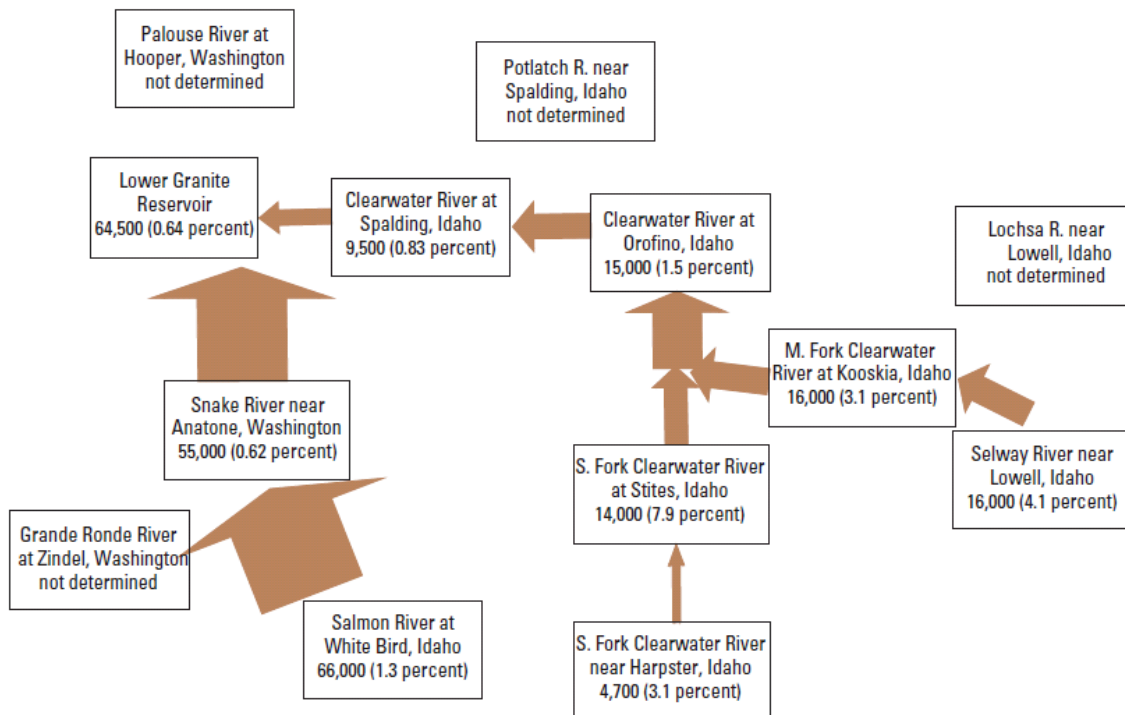 Palouse River at
Hooper, Washington
not determined
Potlatch R. near
Spalding, Idaho
not determined
Lower Granite
Reservoir
64,500 (0.64 percent)
Clearwater River at
Spalding, Idaho
9,500 (0.83 percent)
Clearwater River at
Orofino, Idaho
15,000 (1.5 percent)
Lochsa R. near
Lowell, Idaho
not determined
M. Fork Clearwater
River at Kooskia, Idaho
16,000 (3.1 percent)
Snake River near
Anatone, Washington
55,000 (0.62 percent)
S. Fork Clearwater River
at Stites, Idaho
14,000 (7.9 percent)
Selway River near
Lowell, Idaho
16,000 (4.1 percent)
Grande Ronde River
at Zindel, Washington
not determined
Salmon River at
White Bird, Idaho
66,000 (1.3 percent)
S. Fork Clearwater River
near Harpster, Idaho
4,700 (3.1 percent)